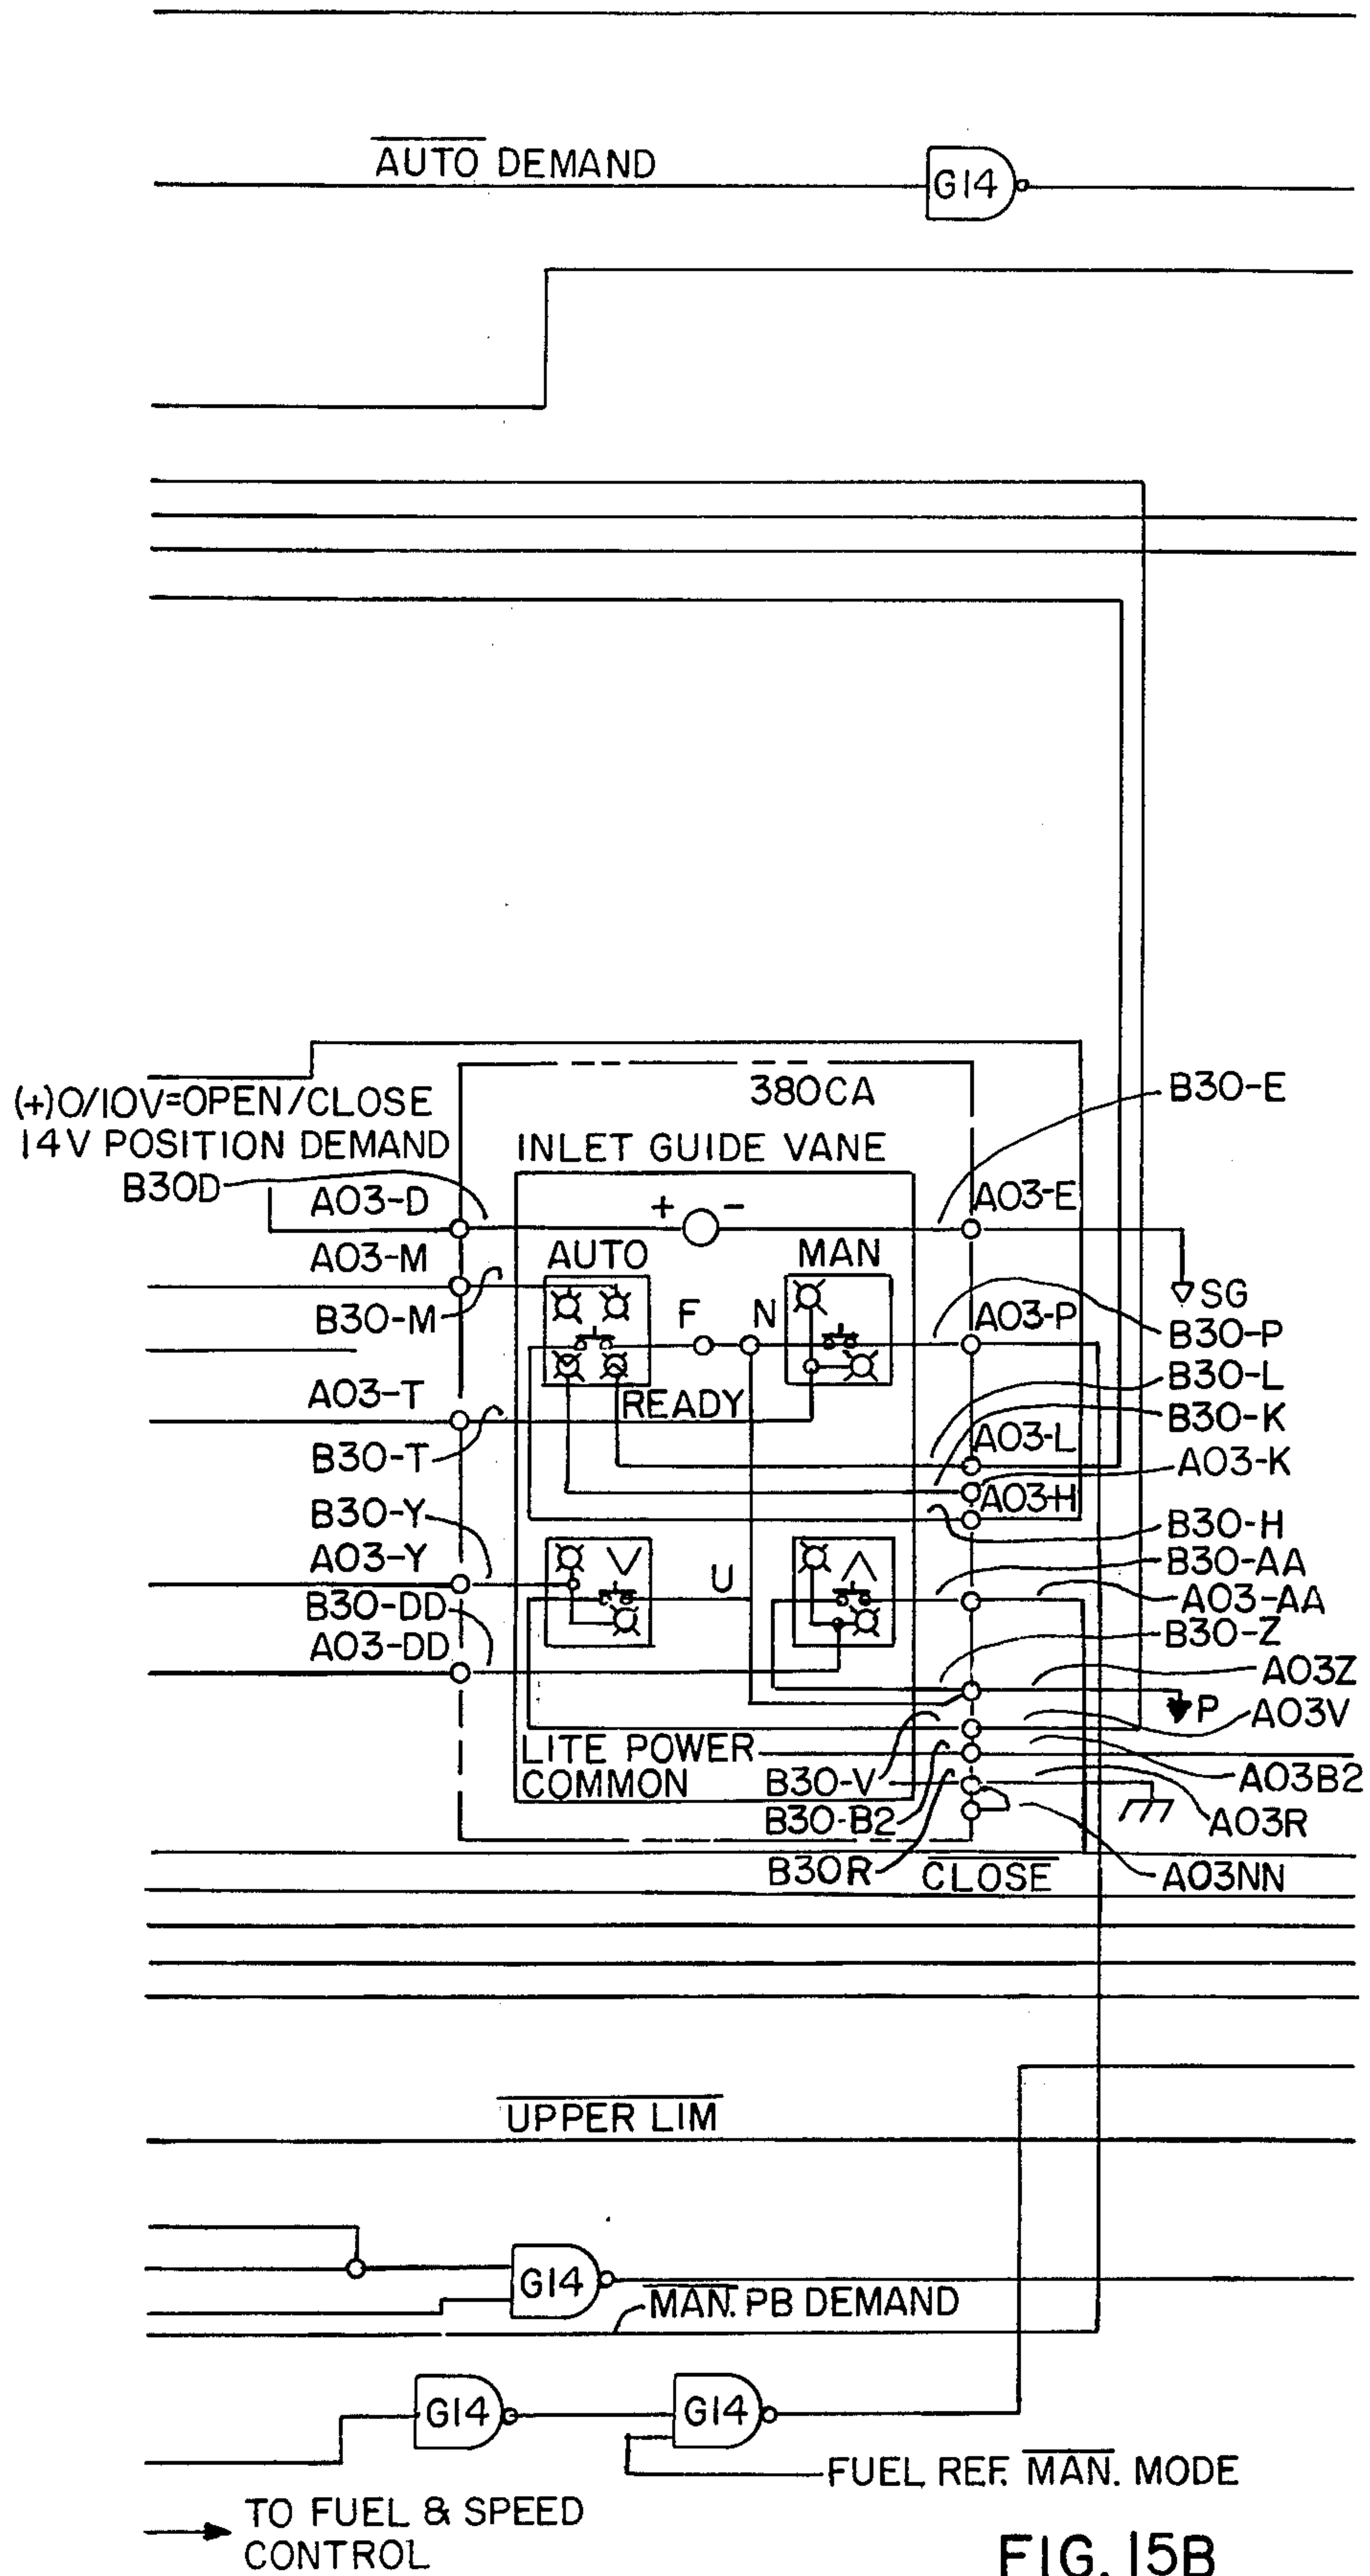 AUTO DEMAND
G14
380CA
(+)0/10V=OPEN/CLOSE
14V POSITION DEMAND
B30D
B30-E
INLET GUIDE VANE
A03-D
+ -
A03-E
A03-M
AUTO
MAN
SG
B30-M
F
N
A03-P
B30-P
B30-L
A03-T
READY
B30-K
B30-T
A03-L
A03-K
A03-H
B30-Y
B30-H
A03-Y
V
U
Λ
B30-AA
B30-DD
A03-AA
A03-DD
B30-Z
A03Z
P
A03V
LITE POWER
COMMON
B30-V
A03B2
B30-B2
A03R
B30R
CLOSE
A03NN
UPPER LIM
G14
MAN. PB DEMAND
G14
G14
FUEL REF. MAN. MODE
TO FUEL & SPEED
CONTROL
FIG. 15B